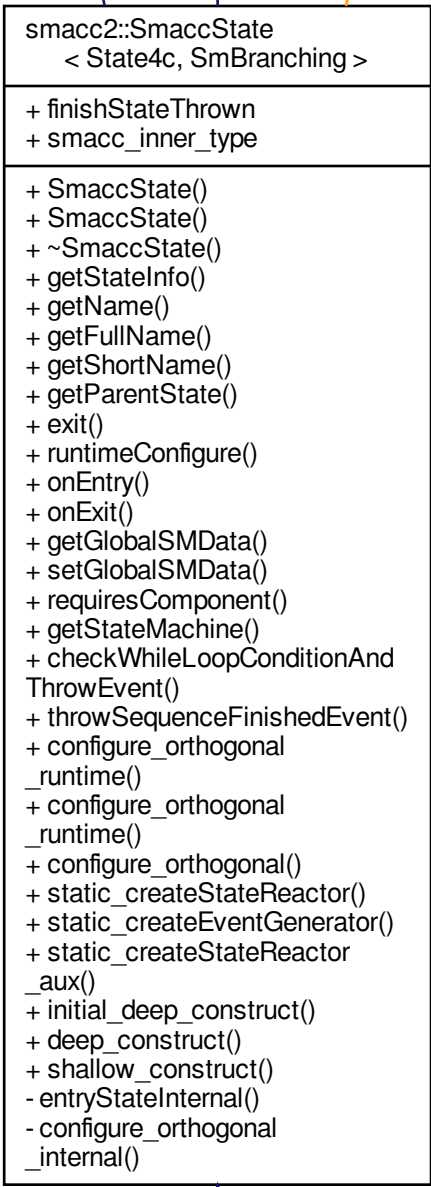 smacc2::SmaccState
< State4c, SmBranching >
+ finishStateThrown
+ smacc_inner_type
+ SmaccState()
+ SmaccState()
+ ~SmaccState()
+ getStateInfo()
+ getName()
+ getFullName()
+ getShortName()
+ getParentState()
+ exit()
+ runtimeConfigure()
+ onEntry()
+ onExit()
+ getGlobalSMData()
+ setGlobalSMData()
+ requiresComponent()
+ getStateMachine()
+ checkWhileLoopConditionAnd
ThrowEvent()
+ throwSequenceFinishedEvent()
+ configure_orthogonal
_runtime()
+ configure_orthogonal
_runtime()
+ configure_orthogonal()
+ static_createStateReactor()
+ static_createEventGenerator()
+ static_createStateReactor
_aux()
+ initial_deep_construct()
+ deep_construct()
+ shallow_construct()
- entryStateInternal()
- configure_orthogonal
_internal()